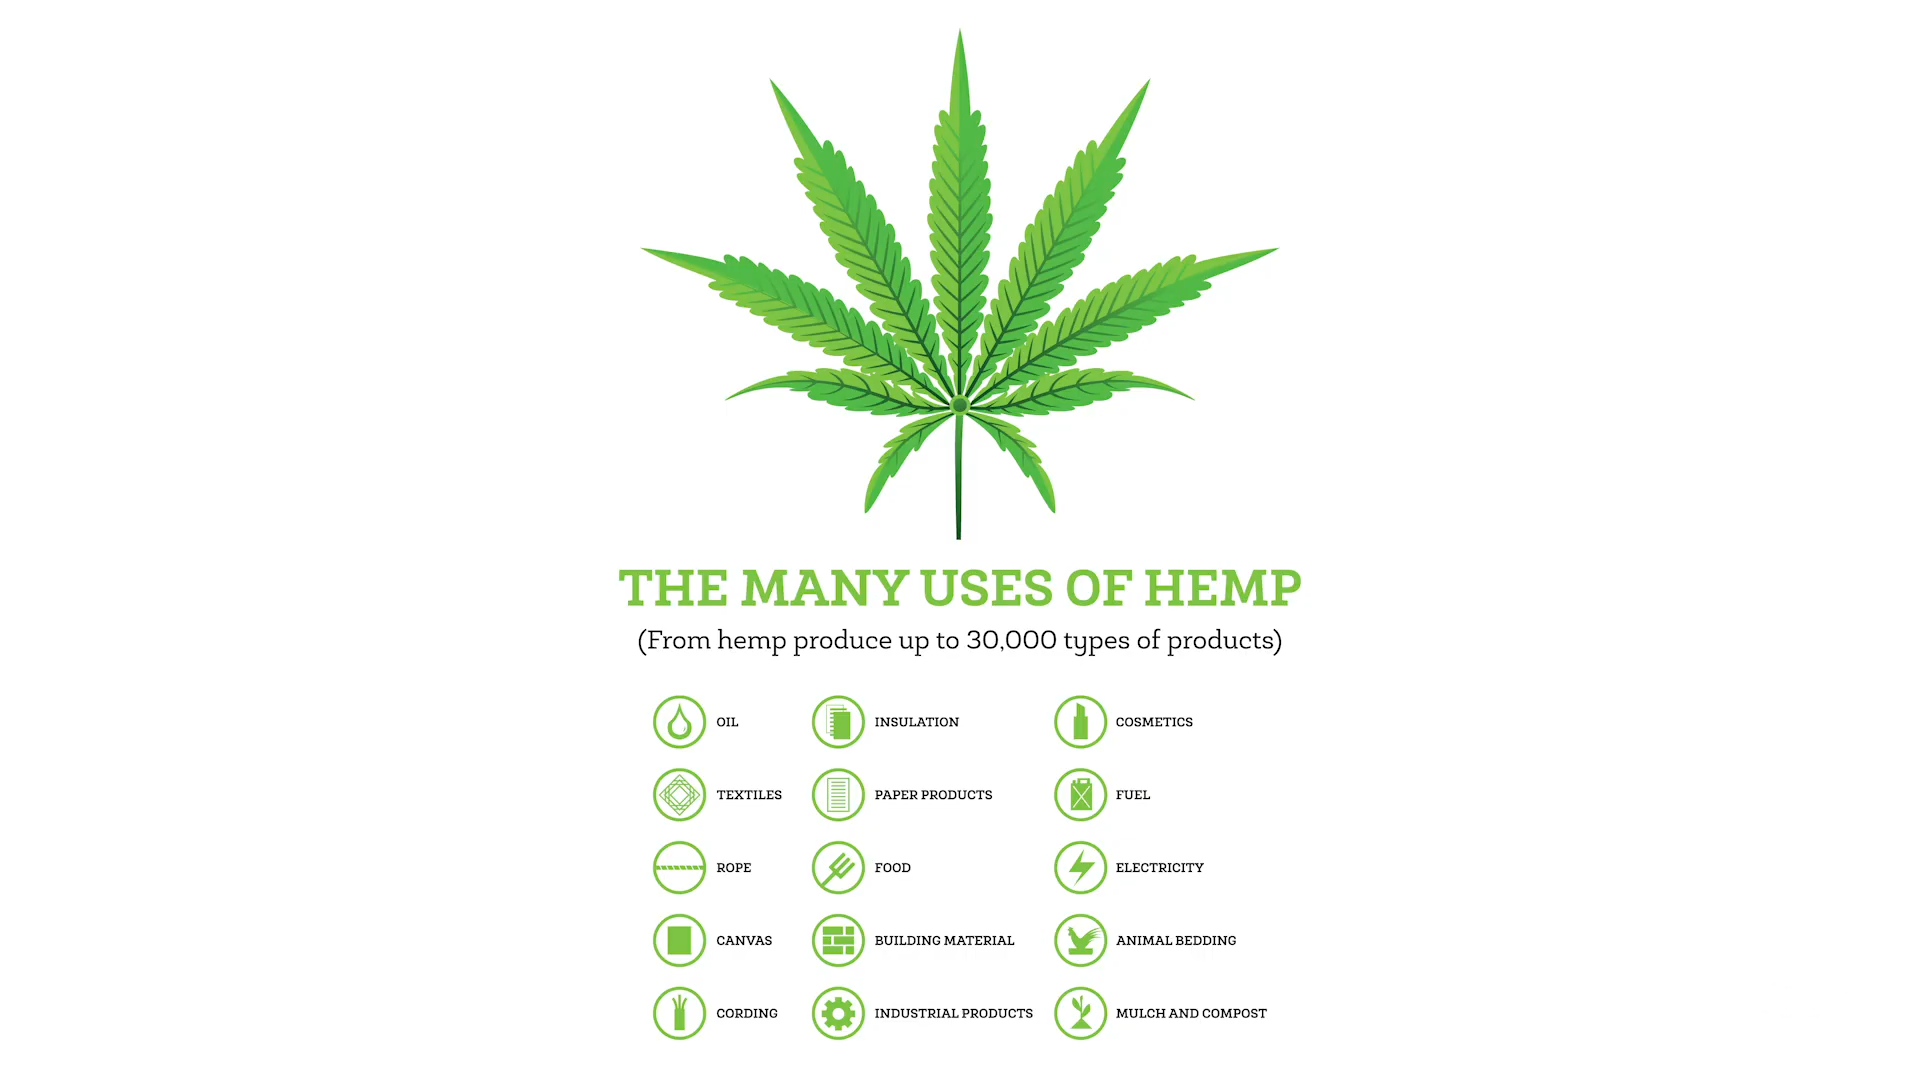 THE MANY USES OF HEMP
(From hemp produce up to 30,000 types of products)
OIL
INSULATION
COSMETICS
TEXTILES
PAPER PRODUCTS
FUEL
ROPE
FOOD
ELECTRICITY
CANVAS
BUILDING MATERIAL
ANIMAL BEDDING
CORDING
INDUSTRIAL PRODUCTS
MULCH AND COMPOST